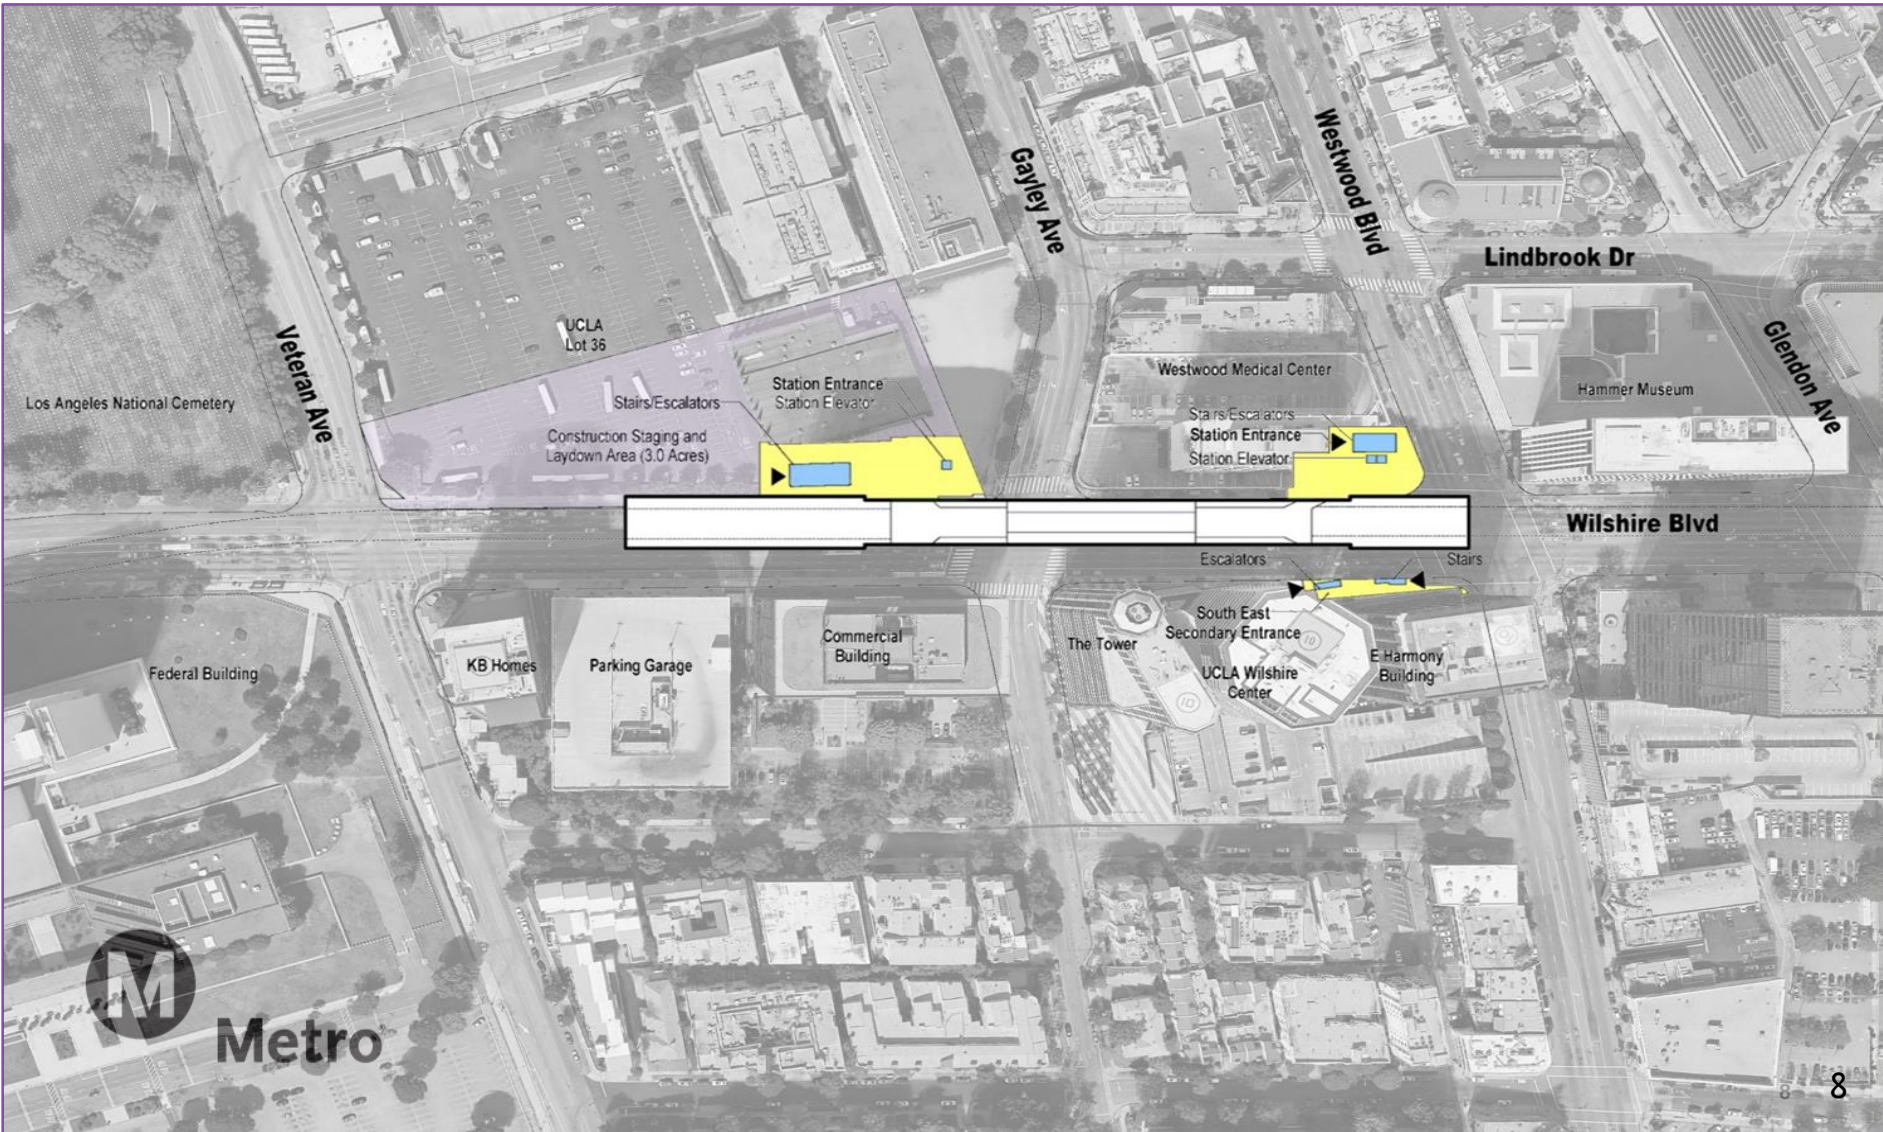 Gayley Ave
Westwood Blvd
Lindbrook Dr
Veteran Ave
Glendon Ave
UCLA
Lot 36
Los Angeles National Cemetery
Stairs/Escalators
Station Entrance
Station Elevator
Construction Staging and
Laydown Area (3.0 Acres)
Westwood Medical Center
Stairs/Escalators
Station Entrance
Station Elevator
Hammer Museum
Wilshire Blvd
Escalators
Stairs
South East
Secondary Entrance
The Tower
UCLA Wilshire
Center
E Harmony
Building
Commercial
Building
Parking Garage
KB Homes
Federal Building
M
Metro
8
8